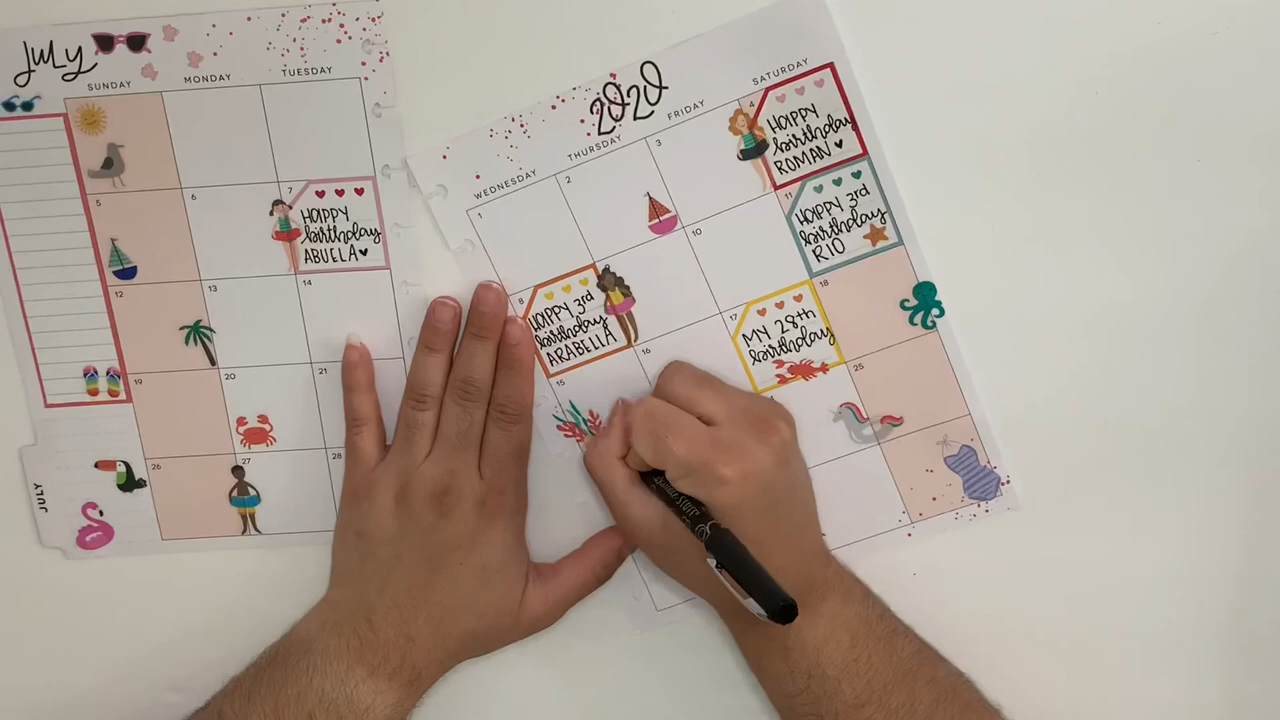 JULY
SUNDAY
MONDAY
TUESDAY
5
6
7
HAPPY
birthday
ABUELA
12
13
14
19
20
21
26
27
28
JULY
2020
WEDNESDAY
THURSDAY
FRIDAY
SATURDAY
1
2
3
4
HAPPY
birthday
ROMAN
8
HAPPY 3rd
birthday
ARABELLA
10
11
HAPPY 3rd
birthday
RIO
15
16
17
MY 28th
birthday
18
25